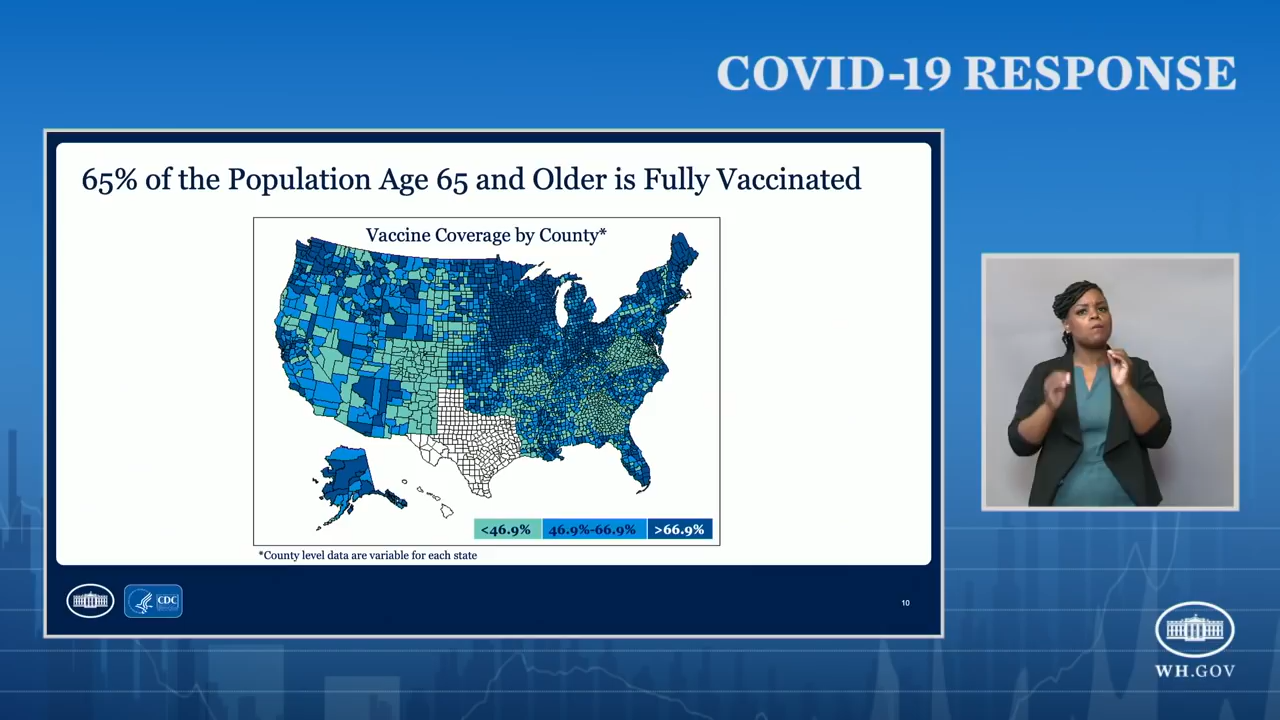 COVID-19 RESPONSE
65% of the Population Age 65 and Older is Fully Vaccinated
Vaccine Coverage by County*
<46.9% 46.9%-66.9% >66.9%
*County level data are variable for each state
CDC
10
WH.GOV